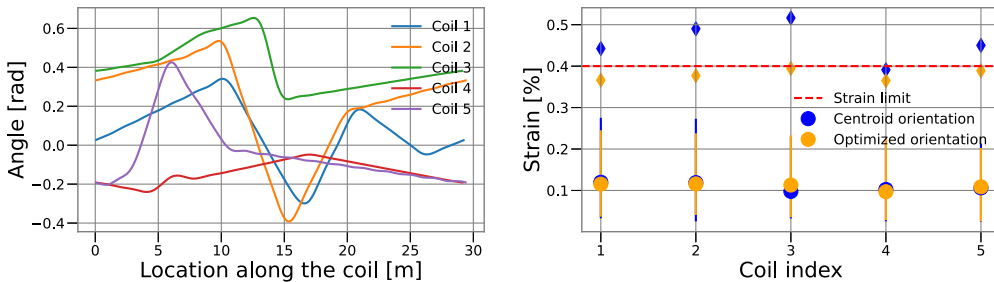 0.6
0.4
0.2
0.0
−0.2
−0.4
Angle [rad]
0
5
10
15
20
25
30
Location along the coil [m]
Coil 1
Coil 2
Coil 3
Coil 4
Coil 5
0.5
0.4
0.3
0.2
0.1
Strain [%]
Strain limit
Centroid orientation
Optimized orientation
1
2
3
4
5
Coil index